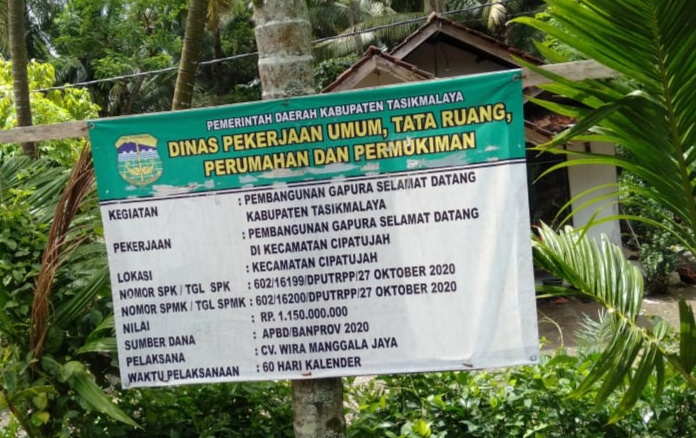 PEMERINTAH DAERAH KABUPATEN TASIKMALAYA
DINAS PEKERJAAN UMUM, TATA RUANG,
PERUMAHAN DAN PERMUKIMAN
KEGIATAN : PEMBANGUNAN GAPURA SELAMAT DATANG
KABUPATEN TASIKMALAYA
PEKERJAAN : PEMBANGUNAN GAPURA SELAMAT DATANG
DI KECAMATAN CIPATUJAH
LOKASI : KECAMATAN CIPATUJAH
NOMOR SPK / TGL SPK : 602/16199/DPUTRPP/27 OKTOBER 2020
NOMOR SPMK / TGL SPMK : 602/16200/DPUTRPP/27 OKTOBER 2020
NILAI : RP. 1.150.000.000
SUMBER DANA : APBD/BANPROV 2020
PELAKSANA : CV. WIRA MANGGALA JAYA
WAKTU PELAKSANAAN : 60 HARI KALENDER